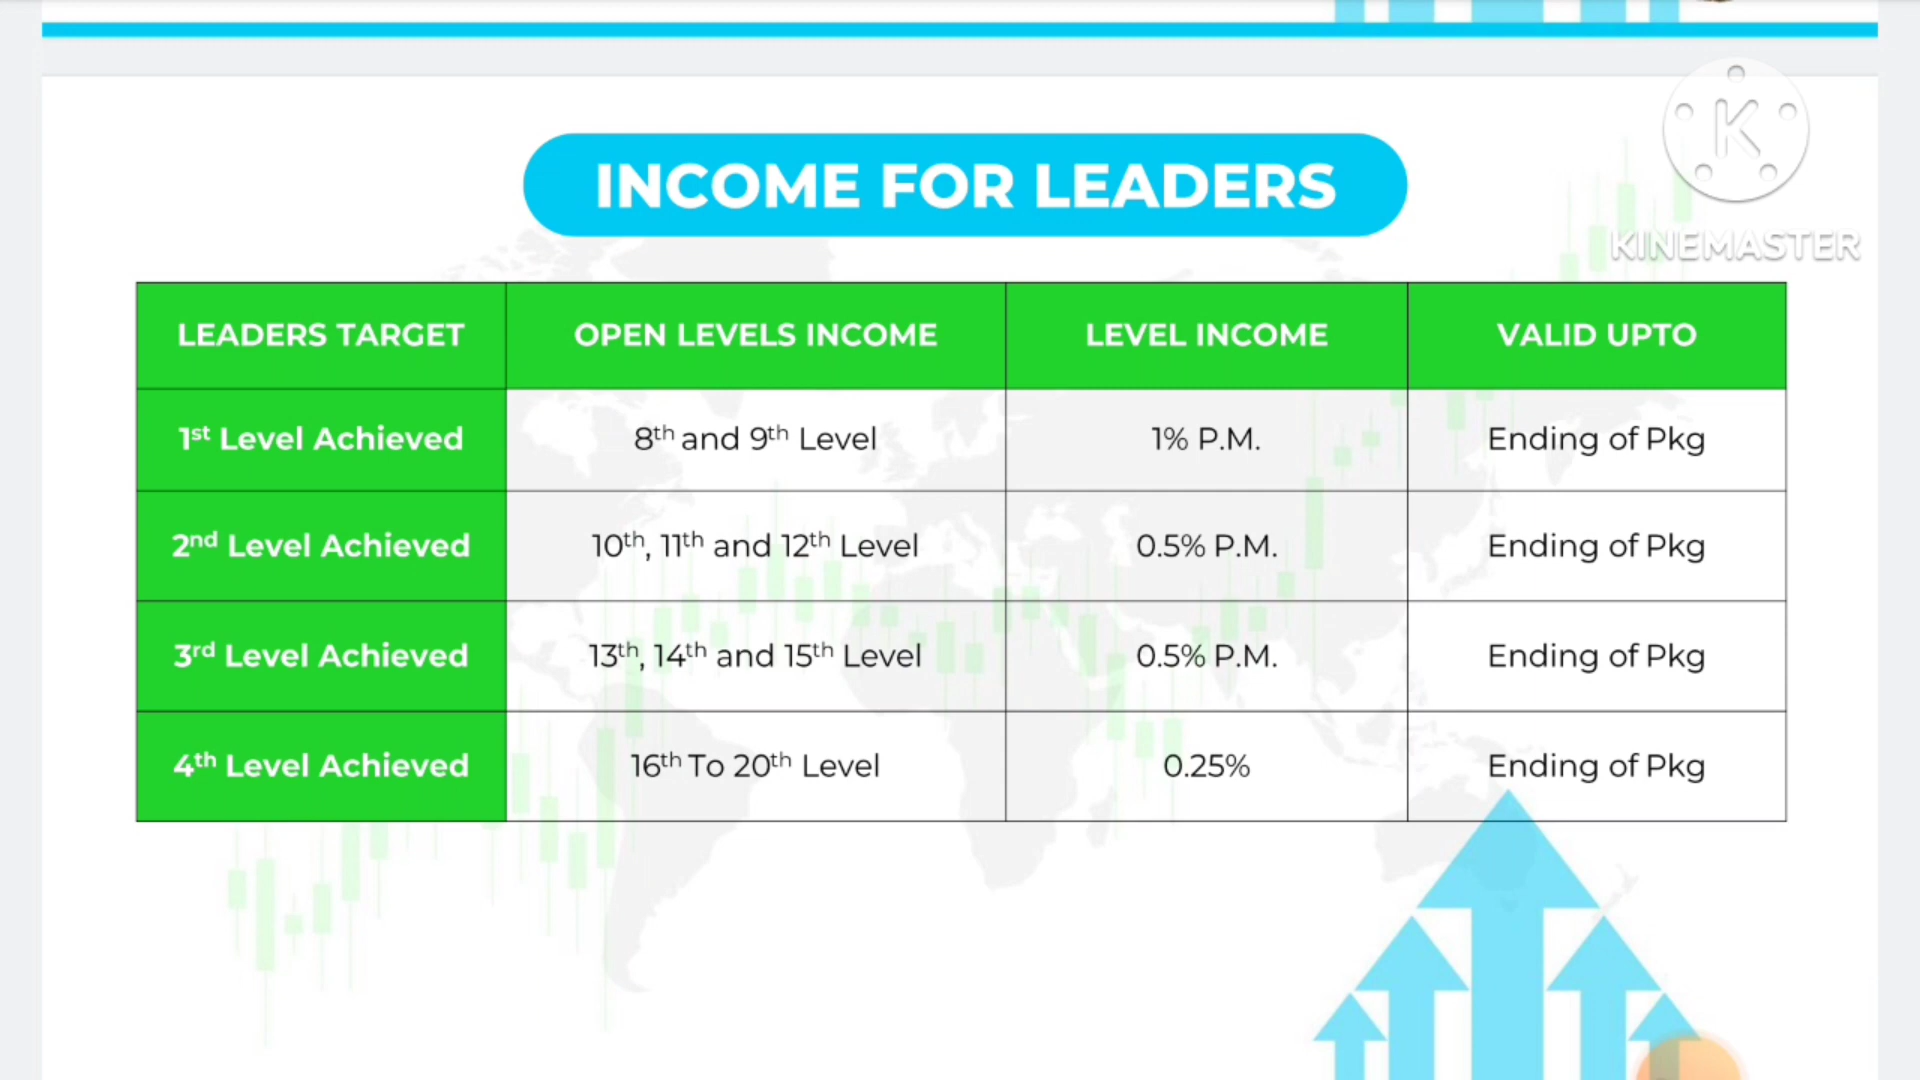 K
KINEMASTER
INCOME FOR LEADERS
LEADERS TARGET OPEN LEVELS INCOME LEVEL INCOME VALID UPTO
1st Level Achieved 8th and 9th Level 1% P.M. Ending of Pkg
2nd Level Achieved 10th, 11th and 12th Level 0.5% P.M. Ending of Pkg
3rd Level Achieved 13th, 14th and 15th Level 0.5% P.M. Ending of Pkg
4th Level Achieved 16th To 20th Level 0.25% Ending of Pkg